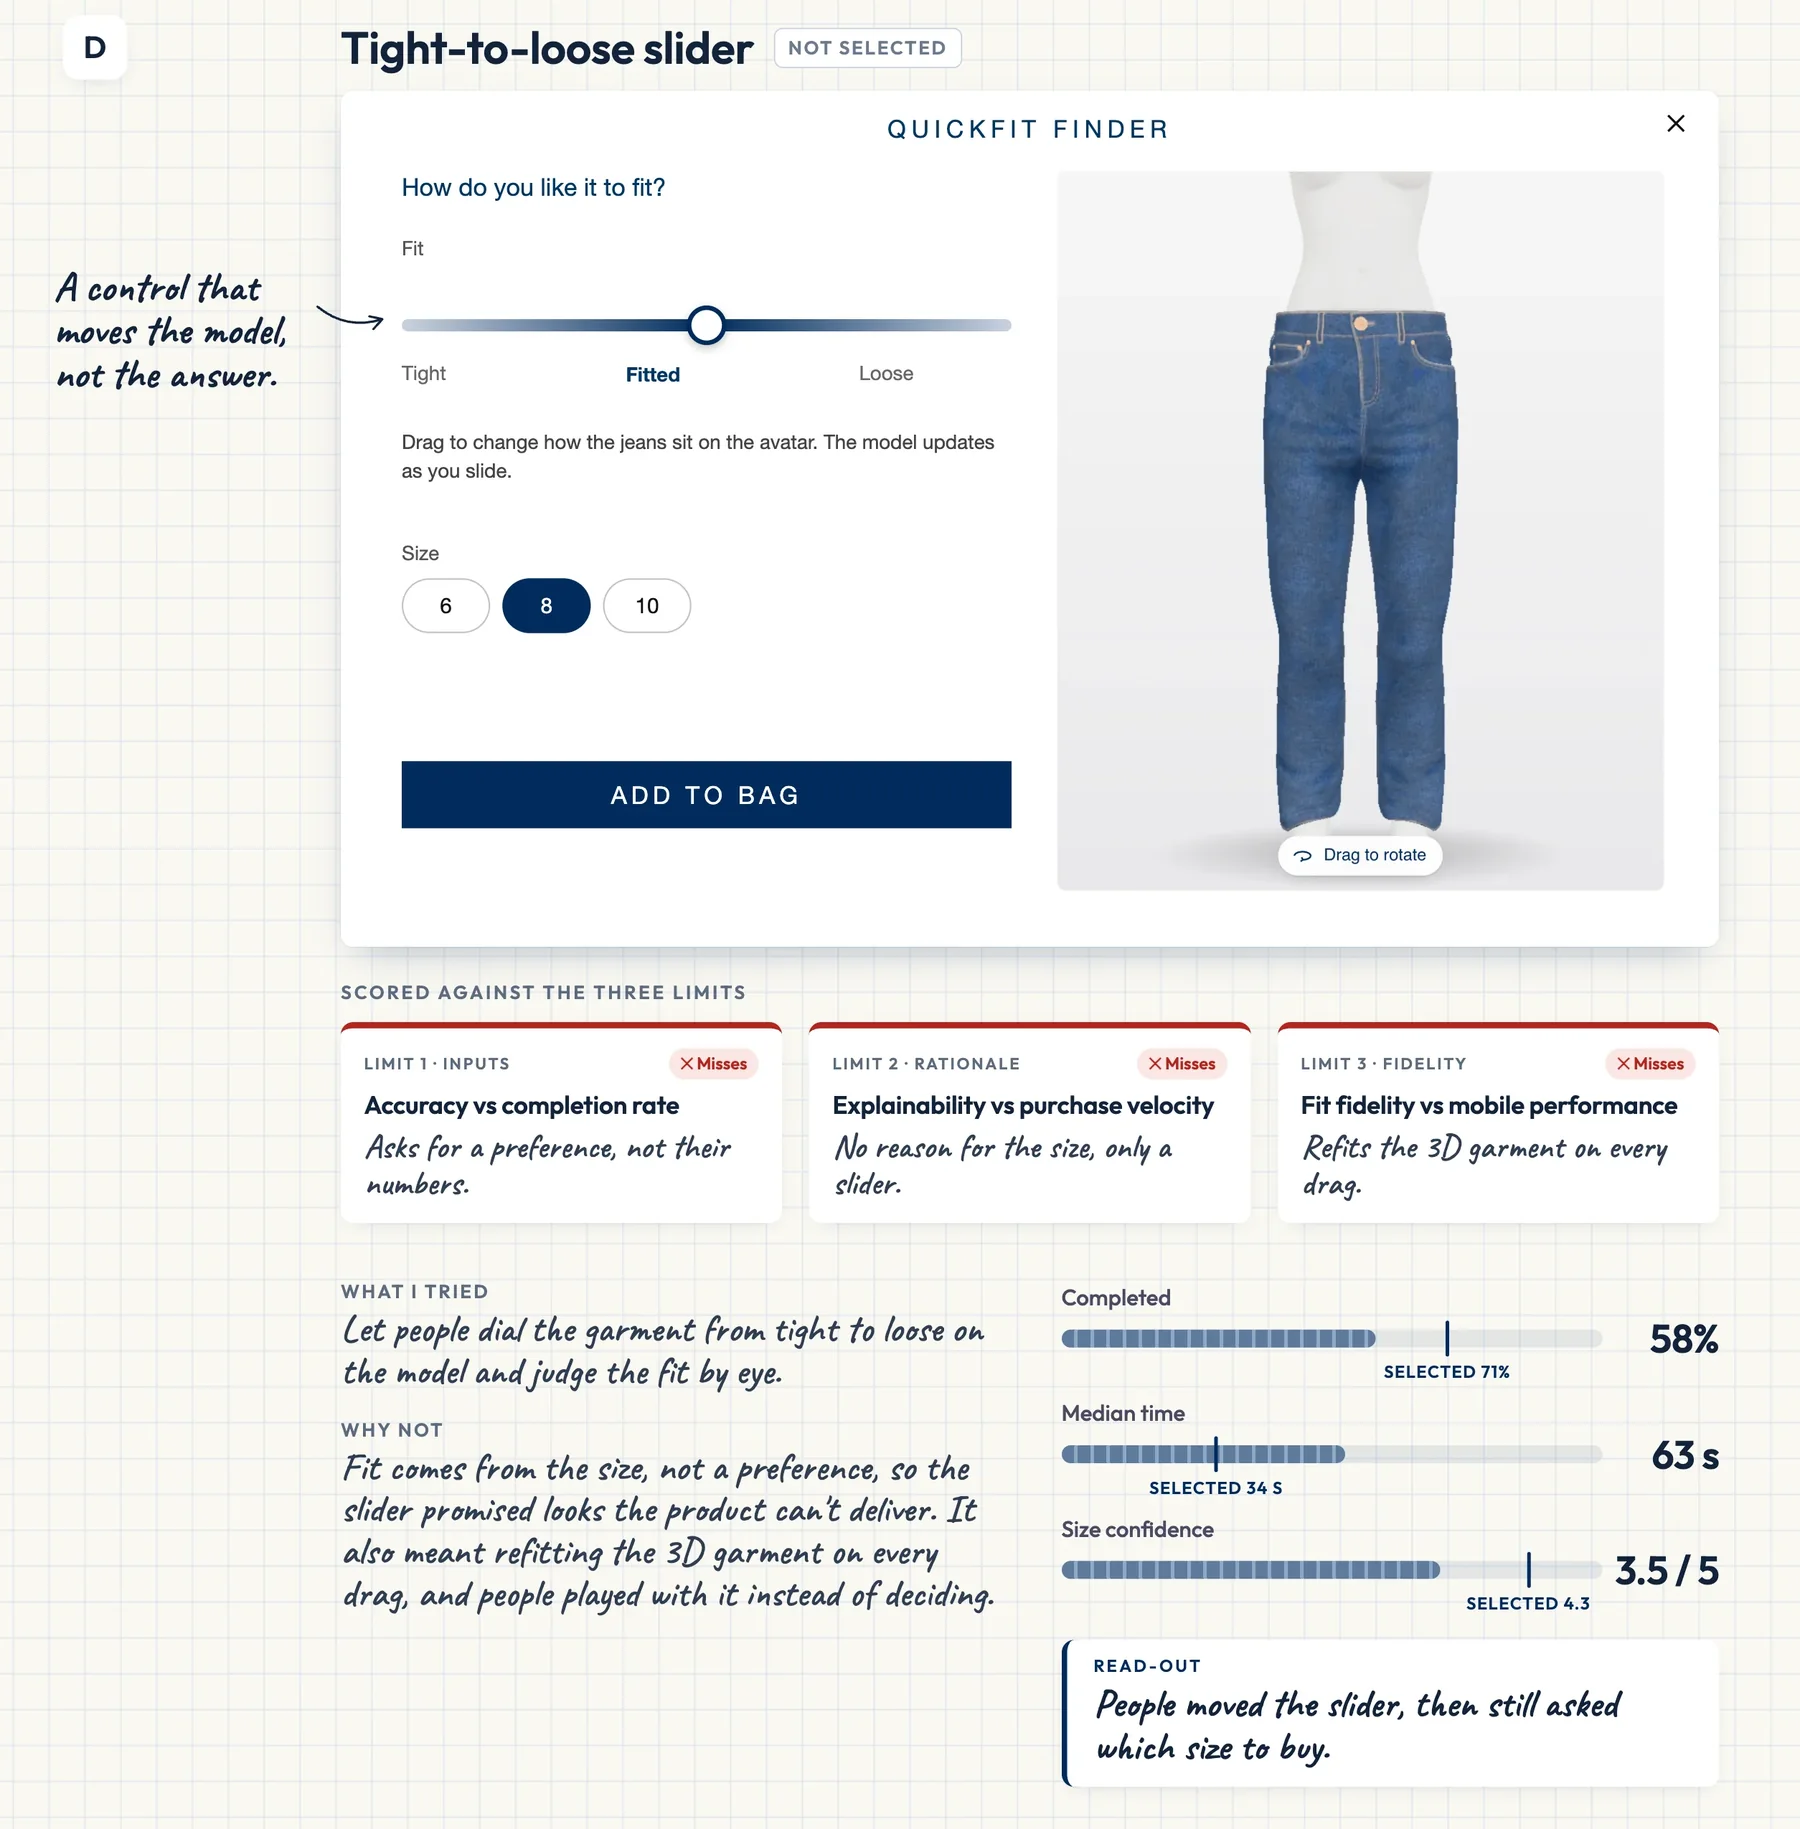 D
Tight-to-loose slider
NOT SELECTED
QUICKFIT FINDER
How do you like it to fit?
Fit
A control that
moves the model,
not the answer.
Tight
Fitted
Loose
Drag to change how the jeans sit on the avatar. The model updates
as you slide.
Size
6
8
10
ADD TO BAG
Drag to rotate
SCORED AGAINST THE THREE LIMITS
LIMIT 1 · INPUTS
Misses
Accuracy vs completion rate
Asks for a preference, not their
numbers.
LIMIT 2 · RATIONALE
Misses
Explainability vs purchase velocity
No reason for the size, only a
slider.
LIMIT 3 · FIDELITY
Misses
Fit fidelity vs mobile performance
Refits the 3D garment on every
drag.
WHAT I TRIED
Let people dial the garment from tight to loose on
the model and judge the fit by eye.
WHY NOT
Fit comes from the size, not a preference, so the
slider promised looks the product can't deliver. It
also meant refitting the 3D garment on every
drag, and people played with it instead of deciding.
Completed
58%
SELECTED 71%
Median time
63 s
SELECTED 34 S
Size confidence
3.5 / 5
SELECTED 4.3
READ-OUT
People moved the slider, then still asked
which size to buy.